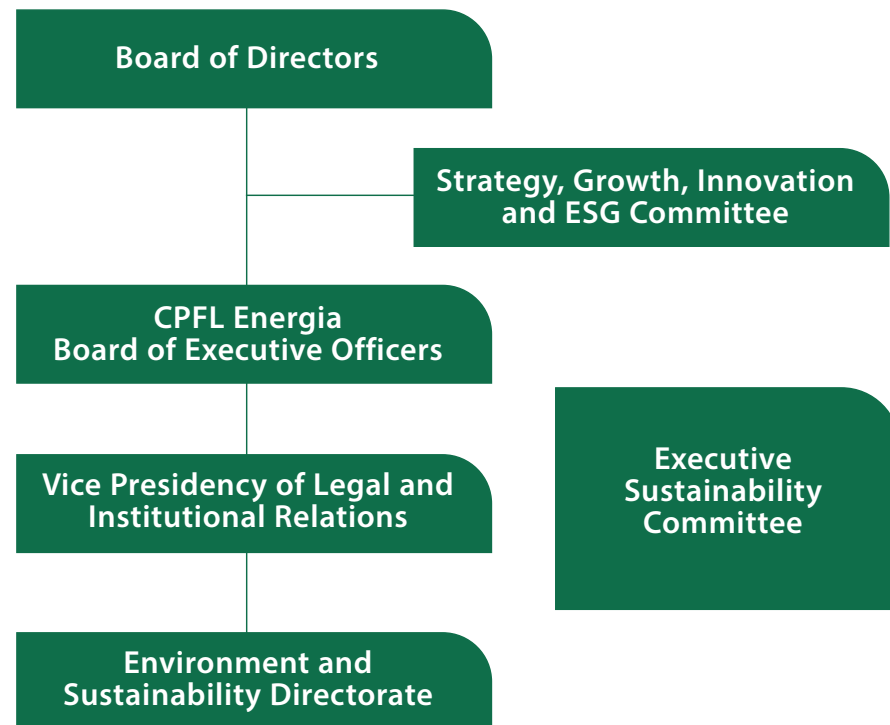 Board of Directors
Strategy, Growth, Innovation
and ESG Committee
CPFL Energia
Board of Executive Officers
Executive
Sustainability
Committee
Vice Presidency of Legal and
Institutional Relations
Environment and
Sustainability Directorate